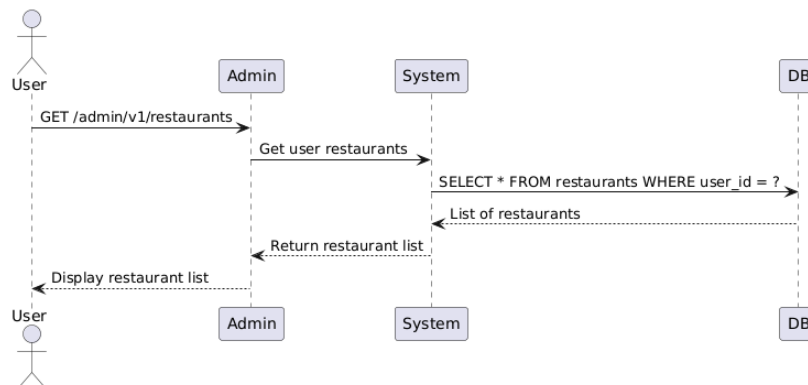 User
Admin
System
DB
GET /admin/v1/restaurants
Get user restaurants
SELECT * FROM restaurants WHERE user_id = ?
List of restaurants
Return restaurant list
Display restaurant list
User
Admin
System
DB